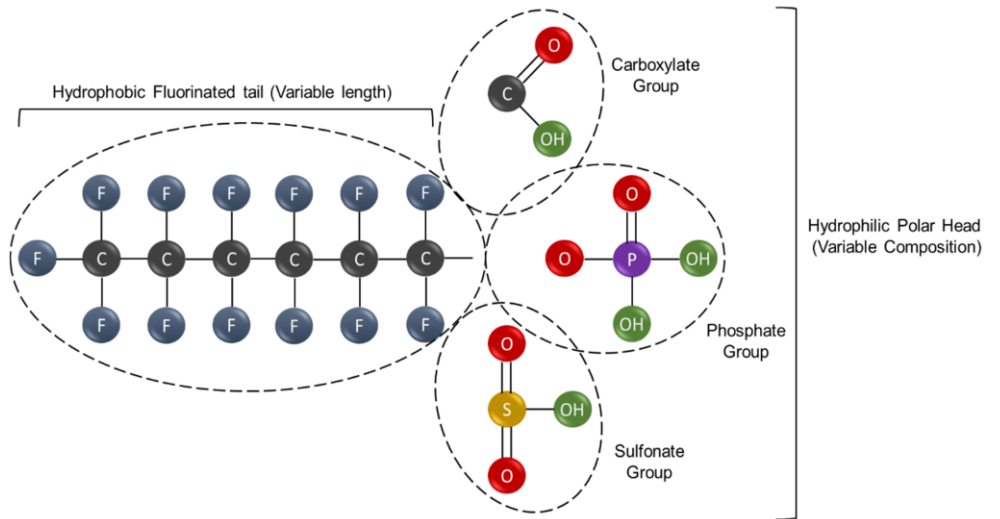 Hydrophobic Fluorinated tail (Variable length)
O
C
OH
Carboxylate
Group
F F F F F F
F C C C C C C
F F F F F F
O
O P OH
OH
Phosphate
Group
Hydrophilic Polar Head
(Variable Composition)
O
S OH
O
Sulfonate
Group